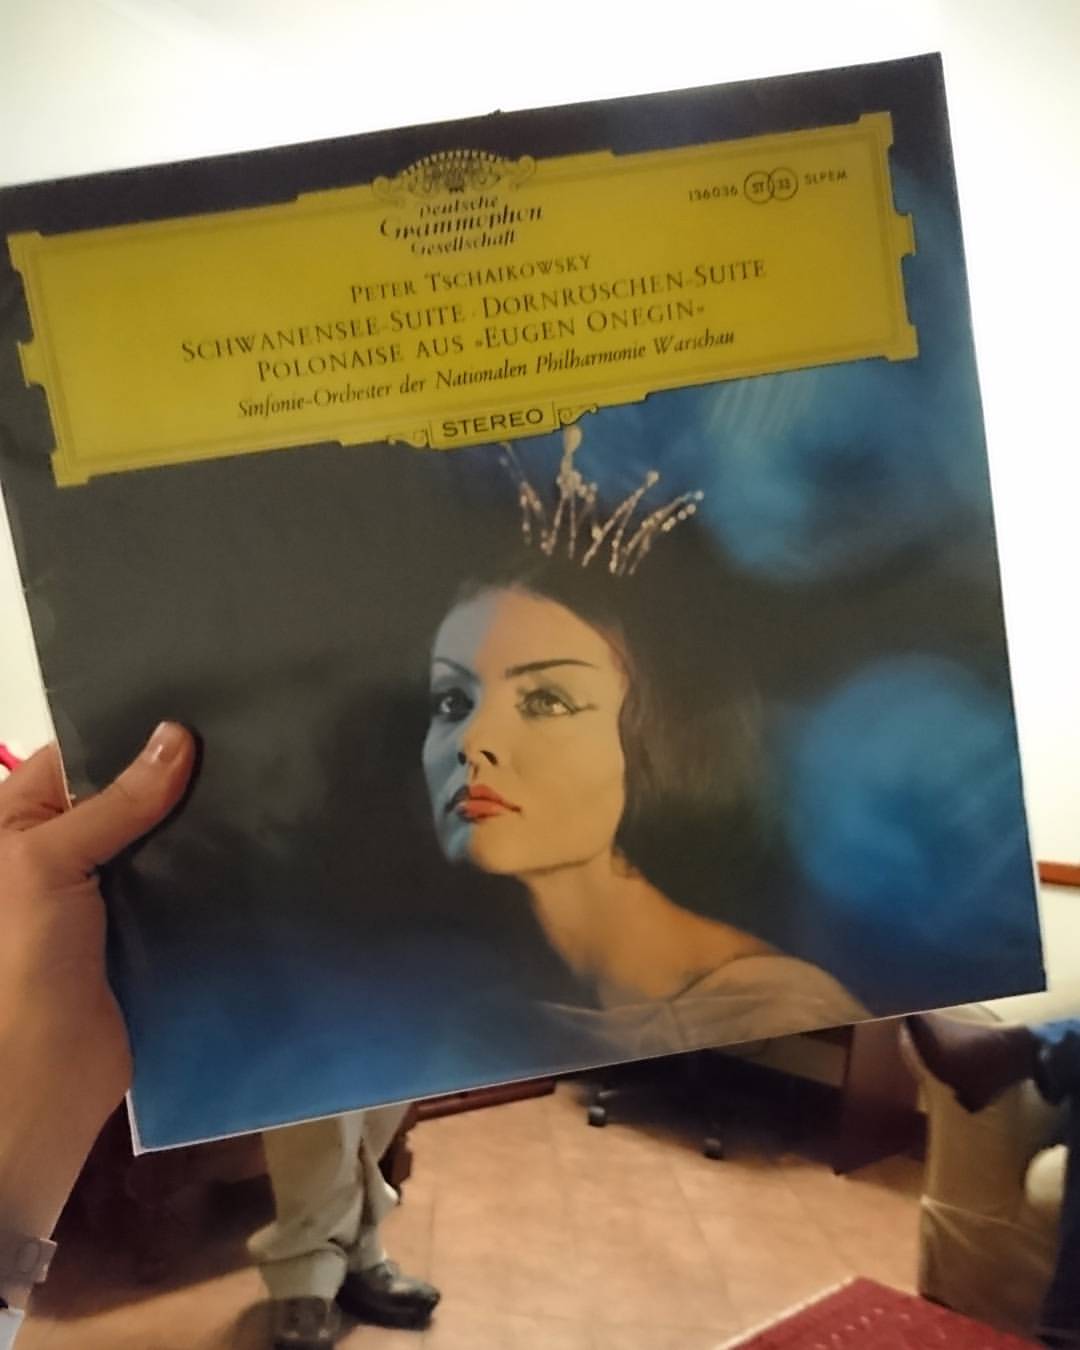 Deutsche
Grammophon
Gesellschaft
136036 ST 33 SLPEM
PETER TSCHAIKOWSKY
SCHWANENSEE-SUITE · DORNRÖSCHEN-SUITE
POLONAISE AUS »EUGEN ONEGIN«
Sinfonie-Orchester der Nationalen Philharmonie Warschau
STEREO